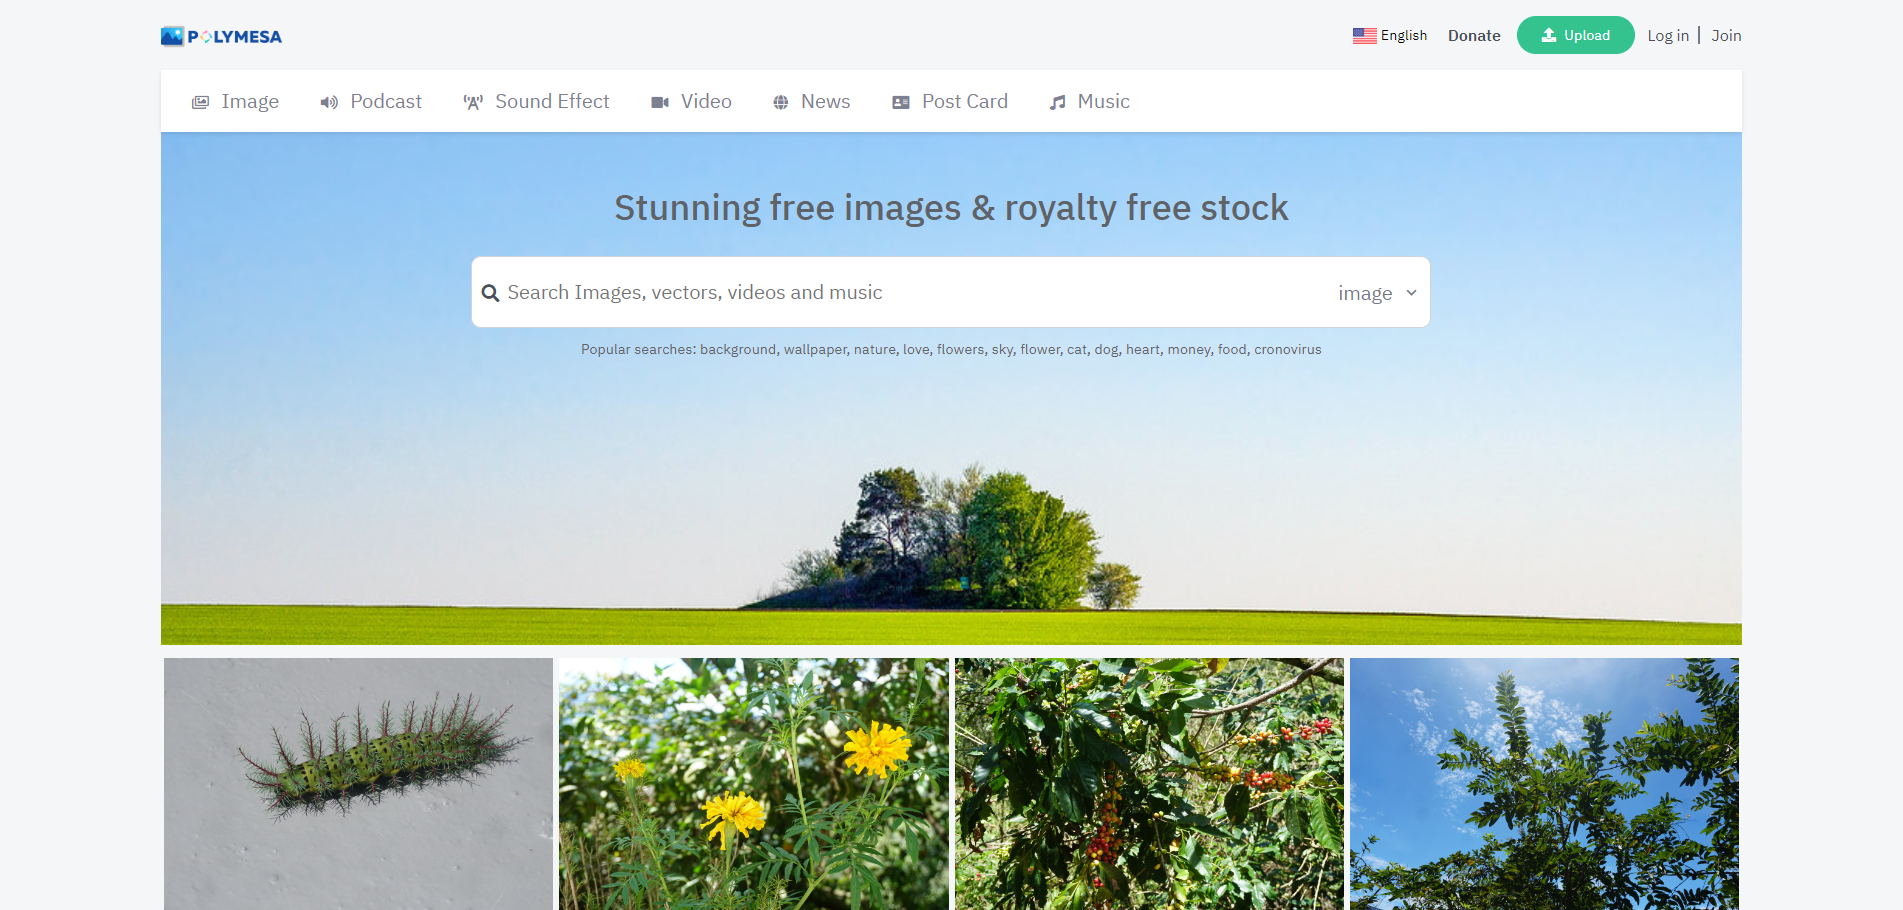 POLYMESA
English Donate Upload Log in | Join
Image Podcast Sound Effect Video News Post Card Music
Stunning free images & royalty free stock
Search Images, vectors, videos and music image
Popular searches: background, wallpaper, nature, love, flowers, sky, flower, cat, dog, heart, money, food, cronovirus